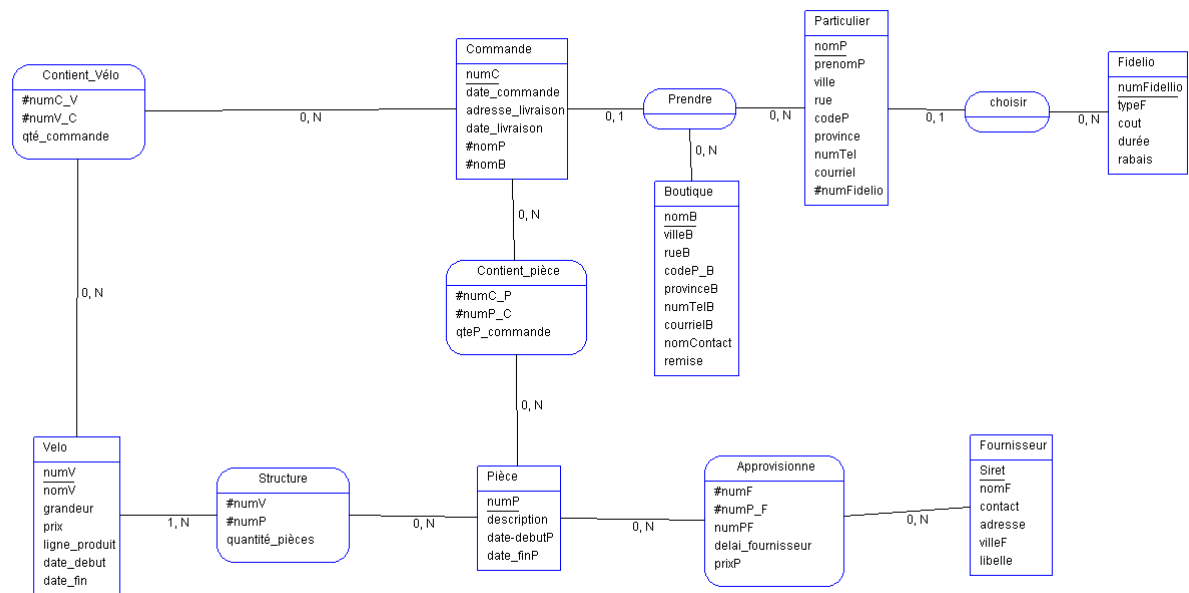 Particulier
nomP
prenomP
ville
rue
codeP
province
numTel
courriel
#numFidelio
Commande
numC
date_commande
adresse_livraison
date_livraison
#nomP
#nomB
Fidelio
numFidellio
typeF
cout
durée
rabais
Contient_Vélo
#numC_V
#numV_C
qté_commande
Prendre
choisir
0, N
0, 1
0, N
0, 1
0, N
0, N
Boutique
nomB
villeB
rueB
codeP_B
provinceB
numTelB
courrielB
nomContact
remise
0, N
Contient_pièce
#numC_P
#numP_C
qteP_commande
0, N
0, N
Velo
numV
nomV
grandeur
prix
ligne_produit
date_debut
date_fin
1, N
Structure
#numV
#numP
quantité_pièces
0, N
Pièce
numP
description
date-debutP
date_finP
0, N
Approvisionne
#numF
#numP_F
numPF
delai_fournisseur
prixP
0, N
Fournisseur
Siret
nomF
contact
adresse
villeF
libelle